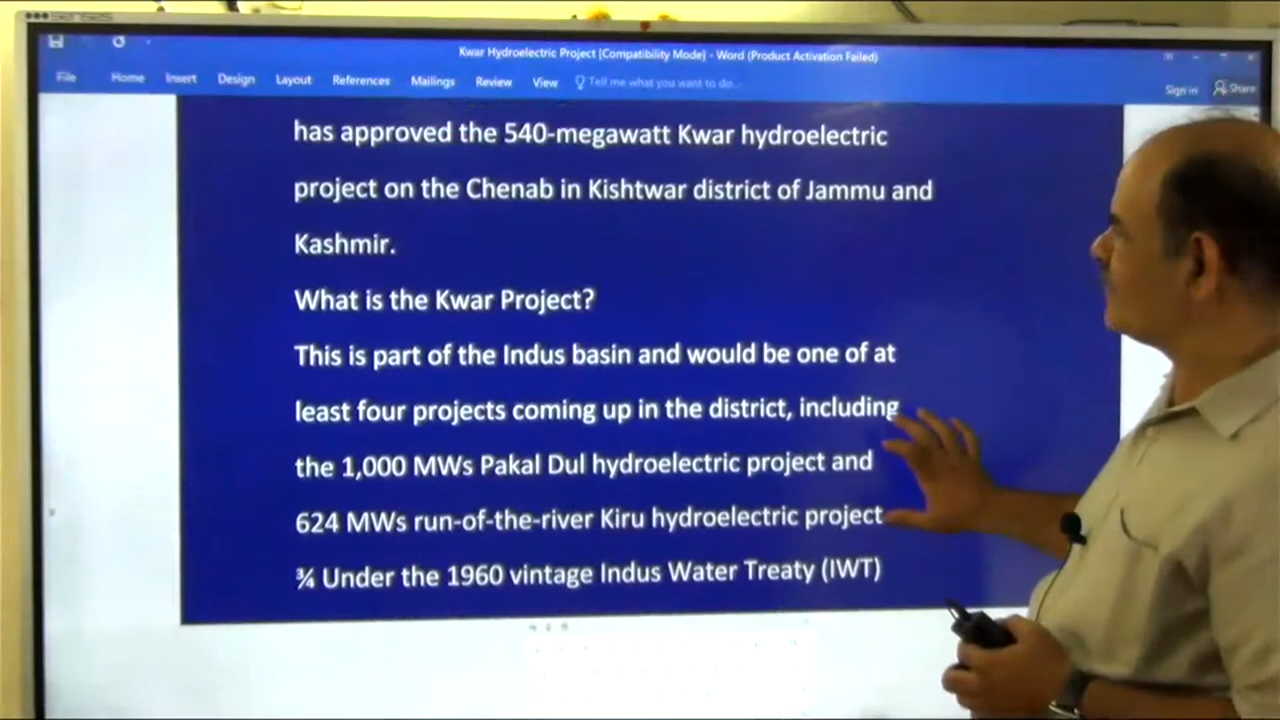 senses
Kwar Hydroelectric Project [Compatibility Mode] - Word (Product Activation Failed)
File Home Insert Design Layout References Mailings Review View Tell me what you want to do...
Sign in Share
has approved the 540-megawatt Kwar hydroelectric
project on the Chenab in Kishtwar district of Jammu and
Kashmir.
What is the Kwar Project?
This is part of the Indus basin and would be one of at
least four projects coming up in the district, including
the 1,000 MWs Pakal Dul hydroelectric project and
624 MWs run-of-the-river Kiru hydroelectric project
¾ Under the 1960 vintage Indus Water Treaty (IWT)